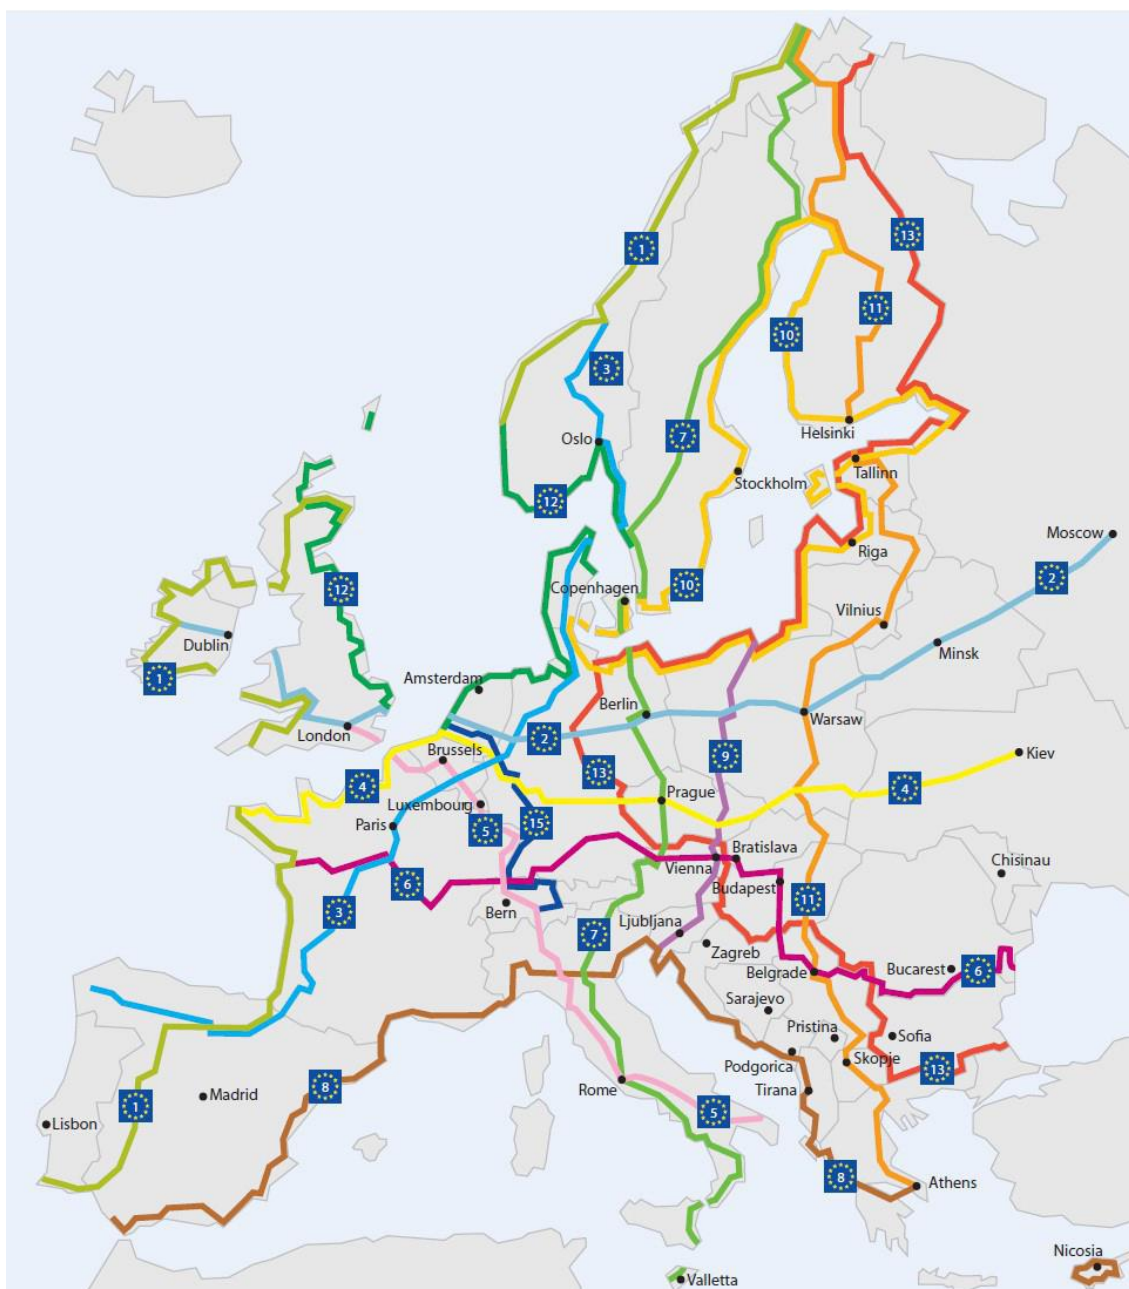 1
13
11
10
3
7
Oslo
Helsinki
Tallinn
Stockholm
12
Moscow
Riga
2
10
Copenhagen
12
Vilnius
Dublin
Minsk
1
Amsterdam
Berlin
Warsaw
London
2
Brussels
9
Kiev
13
4
4
Prague
Luxembourg
Paris
5
15
Bratislava
Vienna
Chisinau
6
Budapest
11
Bern
3
Ljubljana
7
Zagreb
Belgrade
Bucarest
6
Sarajevo
Pristina
Sofia
Podgorica
Skopje
13
8
Rome
Tirana
Madrid
1
5
Lisbon
8
Athens
Nicosia
Valletta